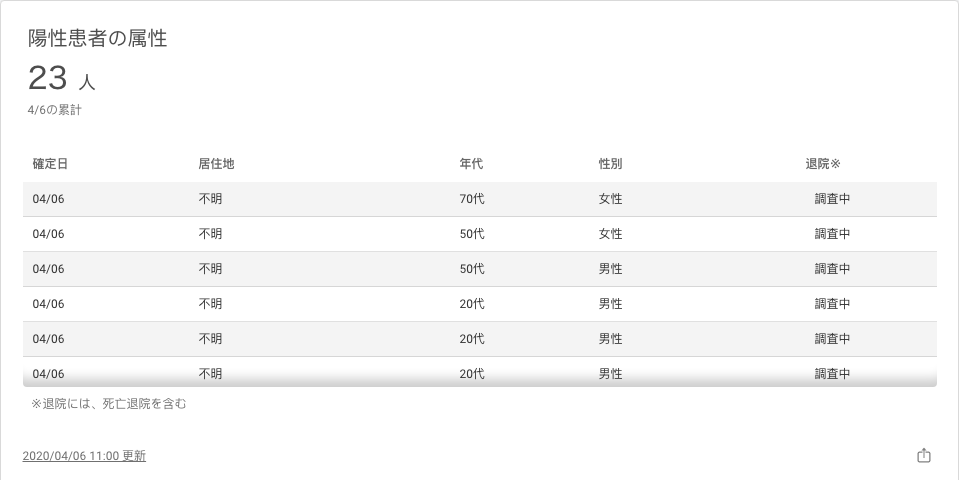 陽性患者の属性
23 人
4/6の累計
確定日 居住地 年代 性別 退院※
04/06 不明 70代 女性 調査中
04/06 不明 50代 女性 調査中
04/06 不明 50代 男性 調査中
04/06 不明 20代 男性 調査中
04/06 不明 20代 男性 調査中
04/06 不明 20代 男性 調査中
※退院には、死亡退院を含む
2020/04/06 11:00 更新